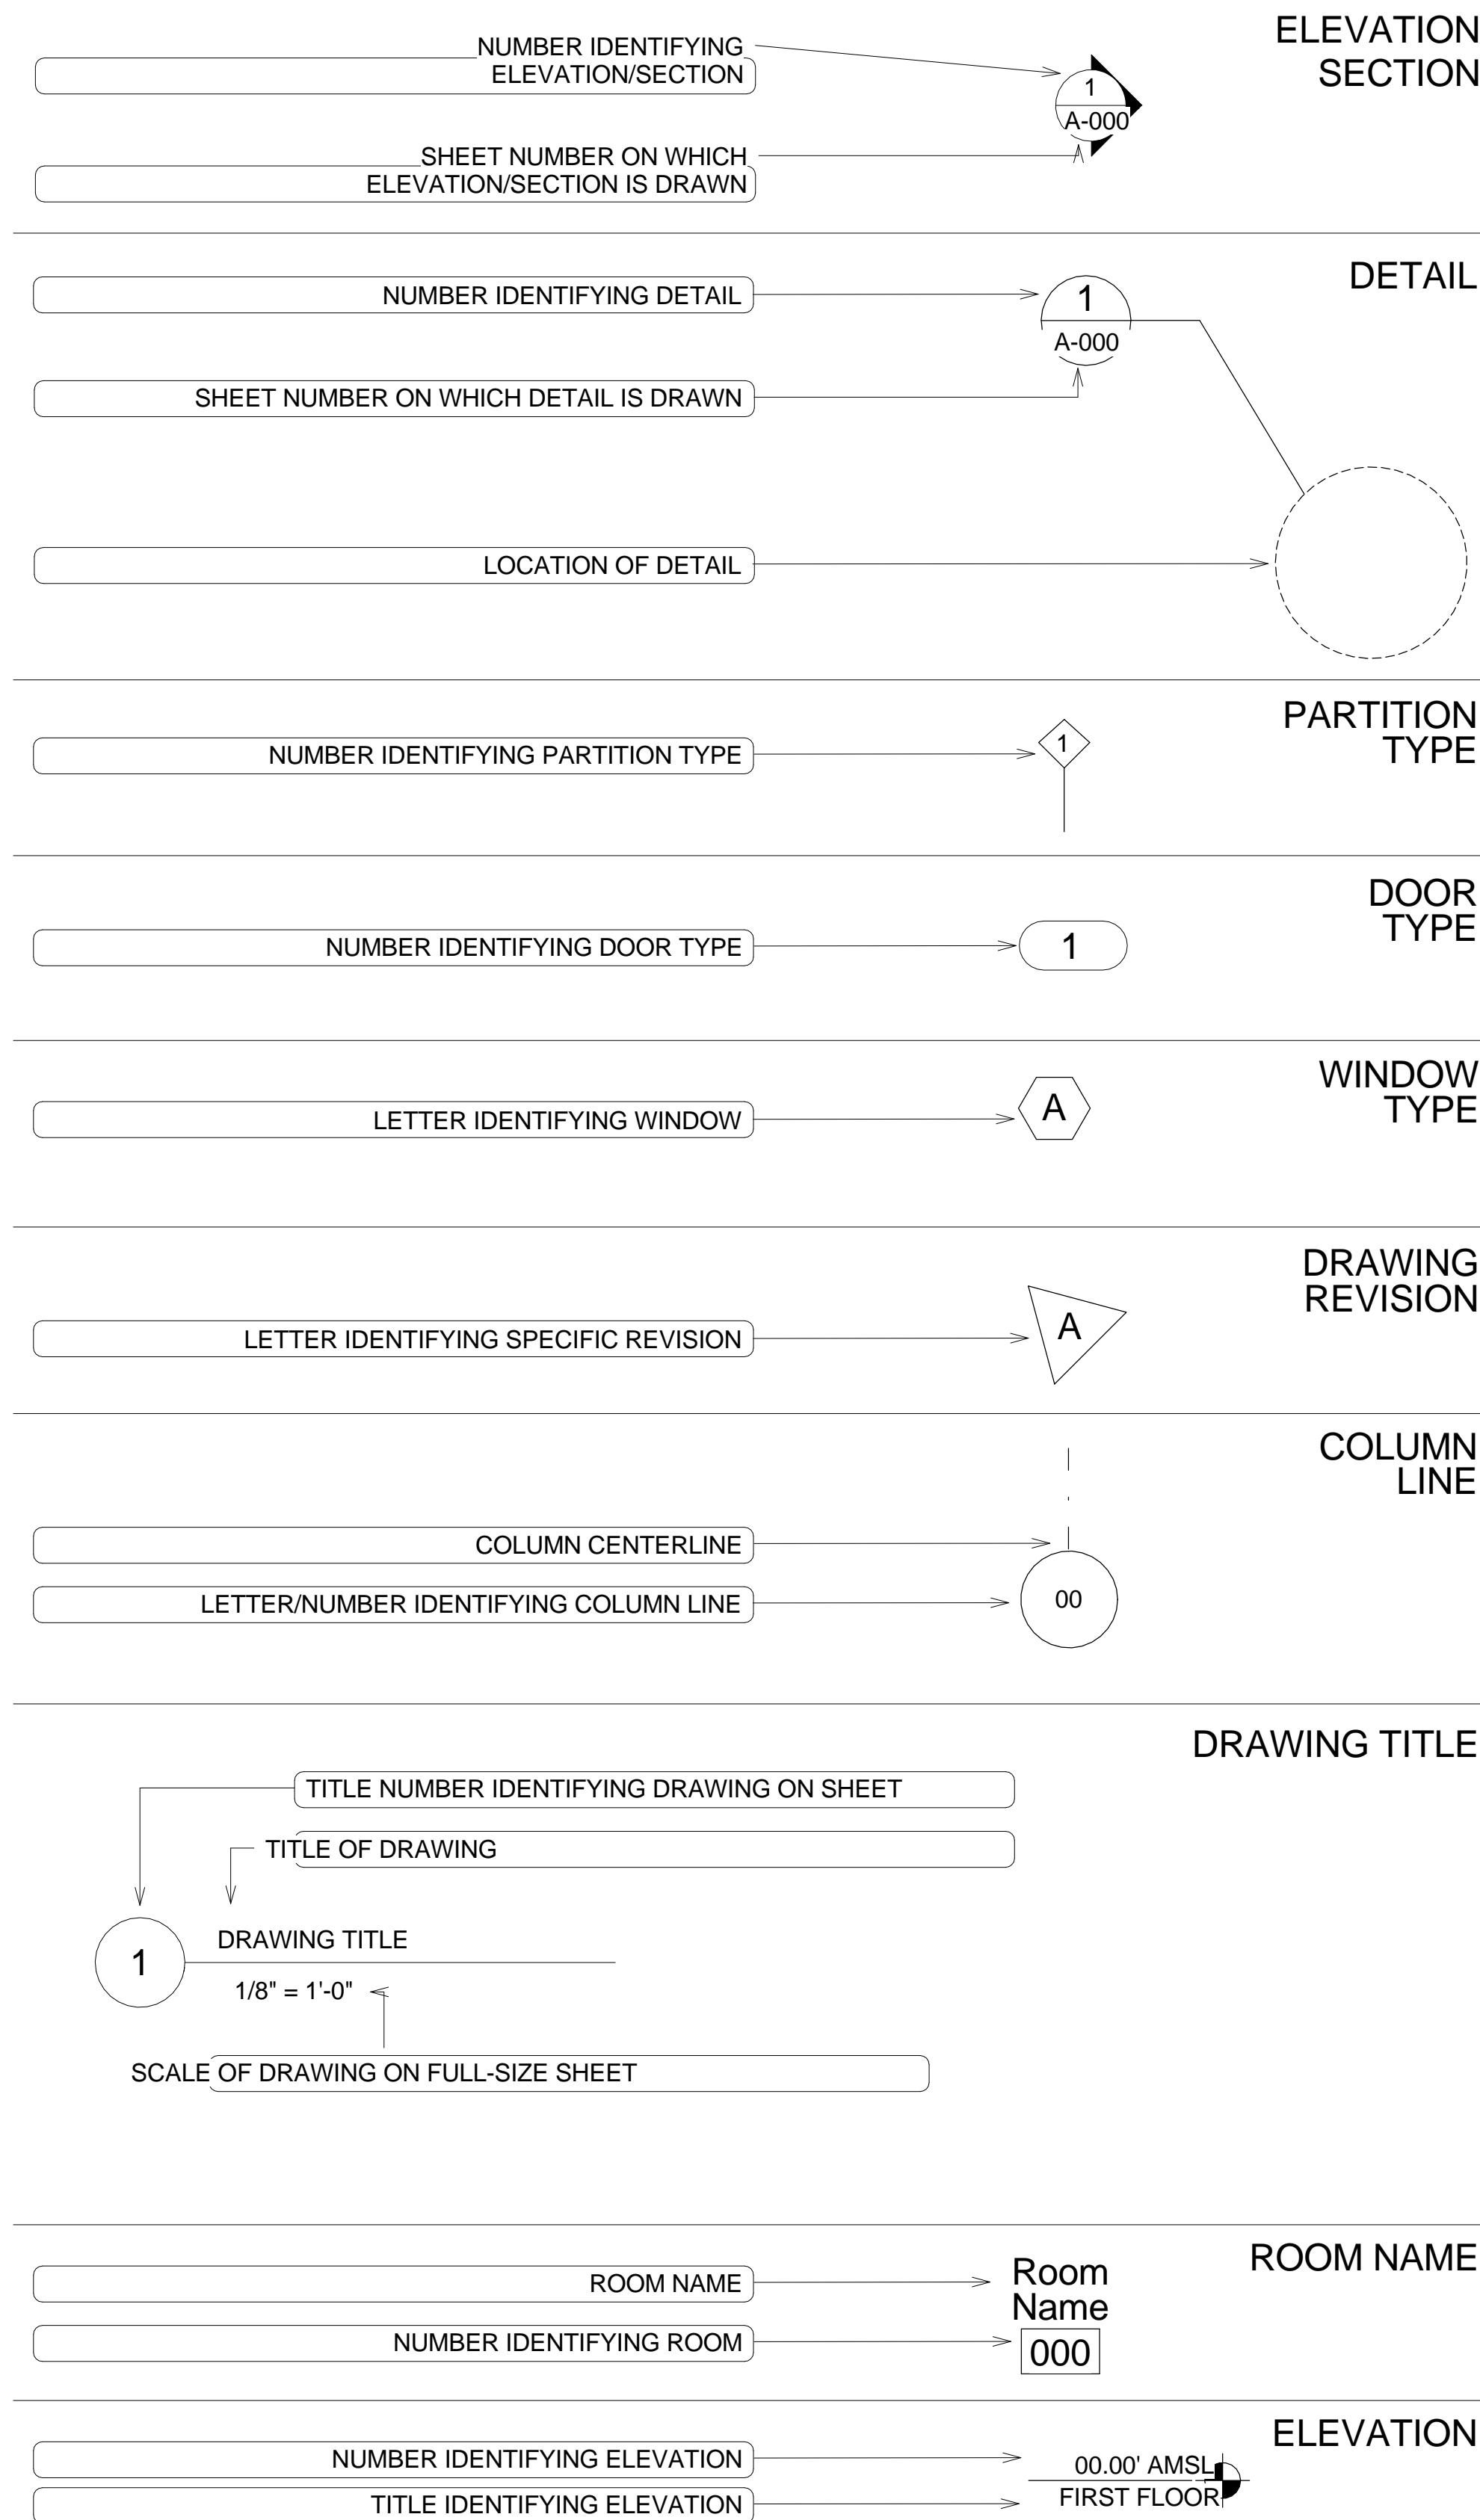 ELEVATION
SECTION
NUMBER IDENTIFYING
ELEVATION/SECTION
1
A-000
SHEET NUMBER ON WHICH
ELEVATION/SECTION IS DRAWN
DETAIL
NUMBER IDENTIFYING DETAIL
1
A-000
SHEET NUMBER ON WHICH DETAIL IS DRAWN
LOCATION OF DETAIL
PARTITION
TYPE
NUMBER IDENTIFYING PARTITION TYPE
1
DOOR
TYPE
NUMBER IDENTIFYING DOOR TYPE
1
WINDOW
TYPE
LETTER IDENTIFYING WINDOW
A
DRAWING
REVISION
LETTER IDENTIFYING SPECIFIC REVISION
A
COLUMN
LINE
COLUMN CENTERLINE
LETTER/NUMBER IDENTIFYING COLUMN LINE
00
DRAWING TITLE
TITLE NUMBER IDENTIFYING DRAWING ON SHEET
TITLE OF DRAWING
1
DRAWING TITLE
1/8" = 1'-0"
SCALE OF DRAWING ON FULL-SIZE SHEET
ROOM NAME
ROOM NAME
Room
Name
NUMBER IDENTIFYING ROOM
000
ELEVATION
NUMBER IDENTIFYING ELEVATION
00.00' AMSL
TITLE IDENTIFYING ELEVATION
FIRST FLOOR